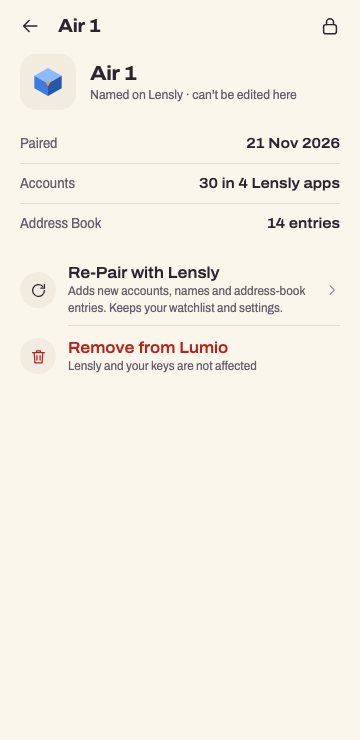 Air 1
Air 1
Named on Lensly · can't be edited here
Paired 21 Nov 2026
Accounts 30 in 4 Lensly apps
Address Book 14 entries
Re-Pair with Lensly
Adds new accounts, names and address-book
entries. Keeps your watchlist and settings.
Remove from Lumio
Lensly and your keys are not affected